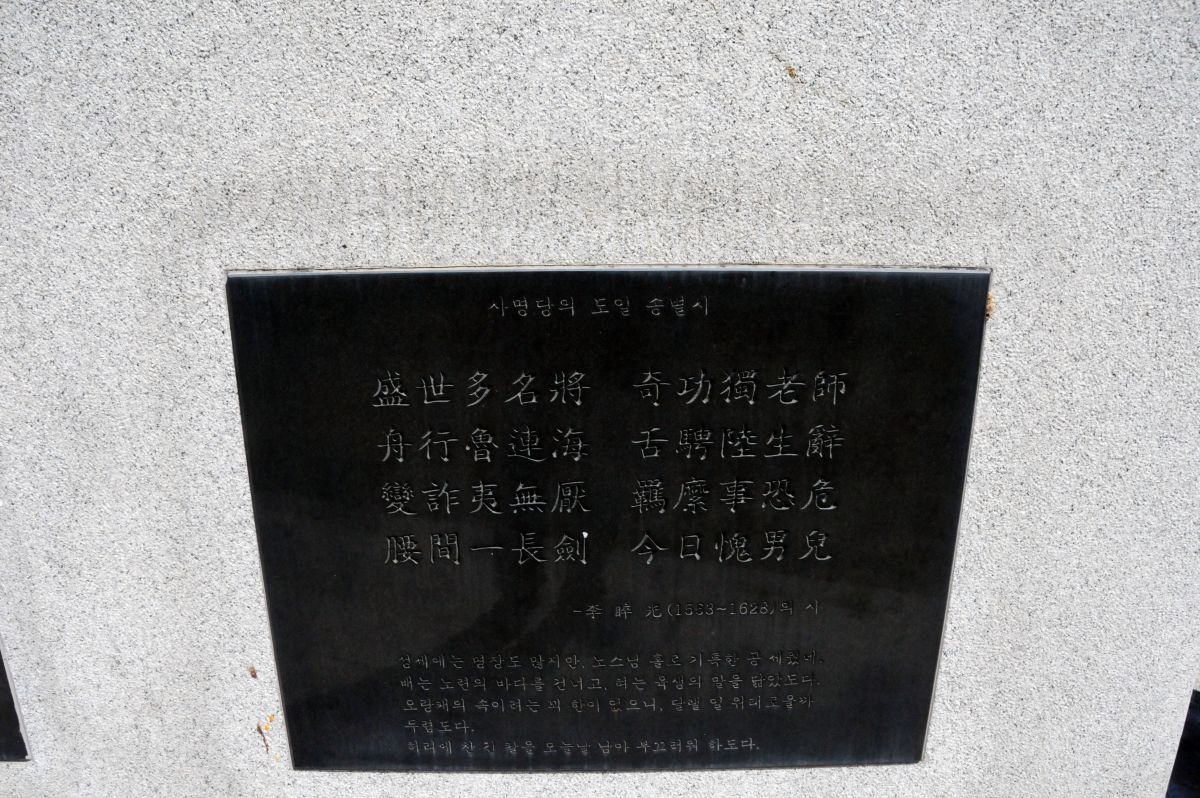 사명당의 도일 송별시
盛世多名將 奇功獨老師
舟行魯連海 舌騁陸生辭
變詐夷無厭 羈縻事恐危
腰間一長劍 今日愧男兒
-李 睟 光(1563~1628)의 시
성세에는 명장도 많지만, 노스님 홀로 기특한 공 세웠네.
배는 노련의 바다를 건너고, 혀는 육생의 말을 닮았도다.
오랑캐의 속이려는 꾀 한이 없으니, 달랠 일 위태로울까
두렵도다.
허리에 찬 긴 칼을 오늘날 남아 부끄러워 하도다.